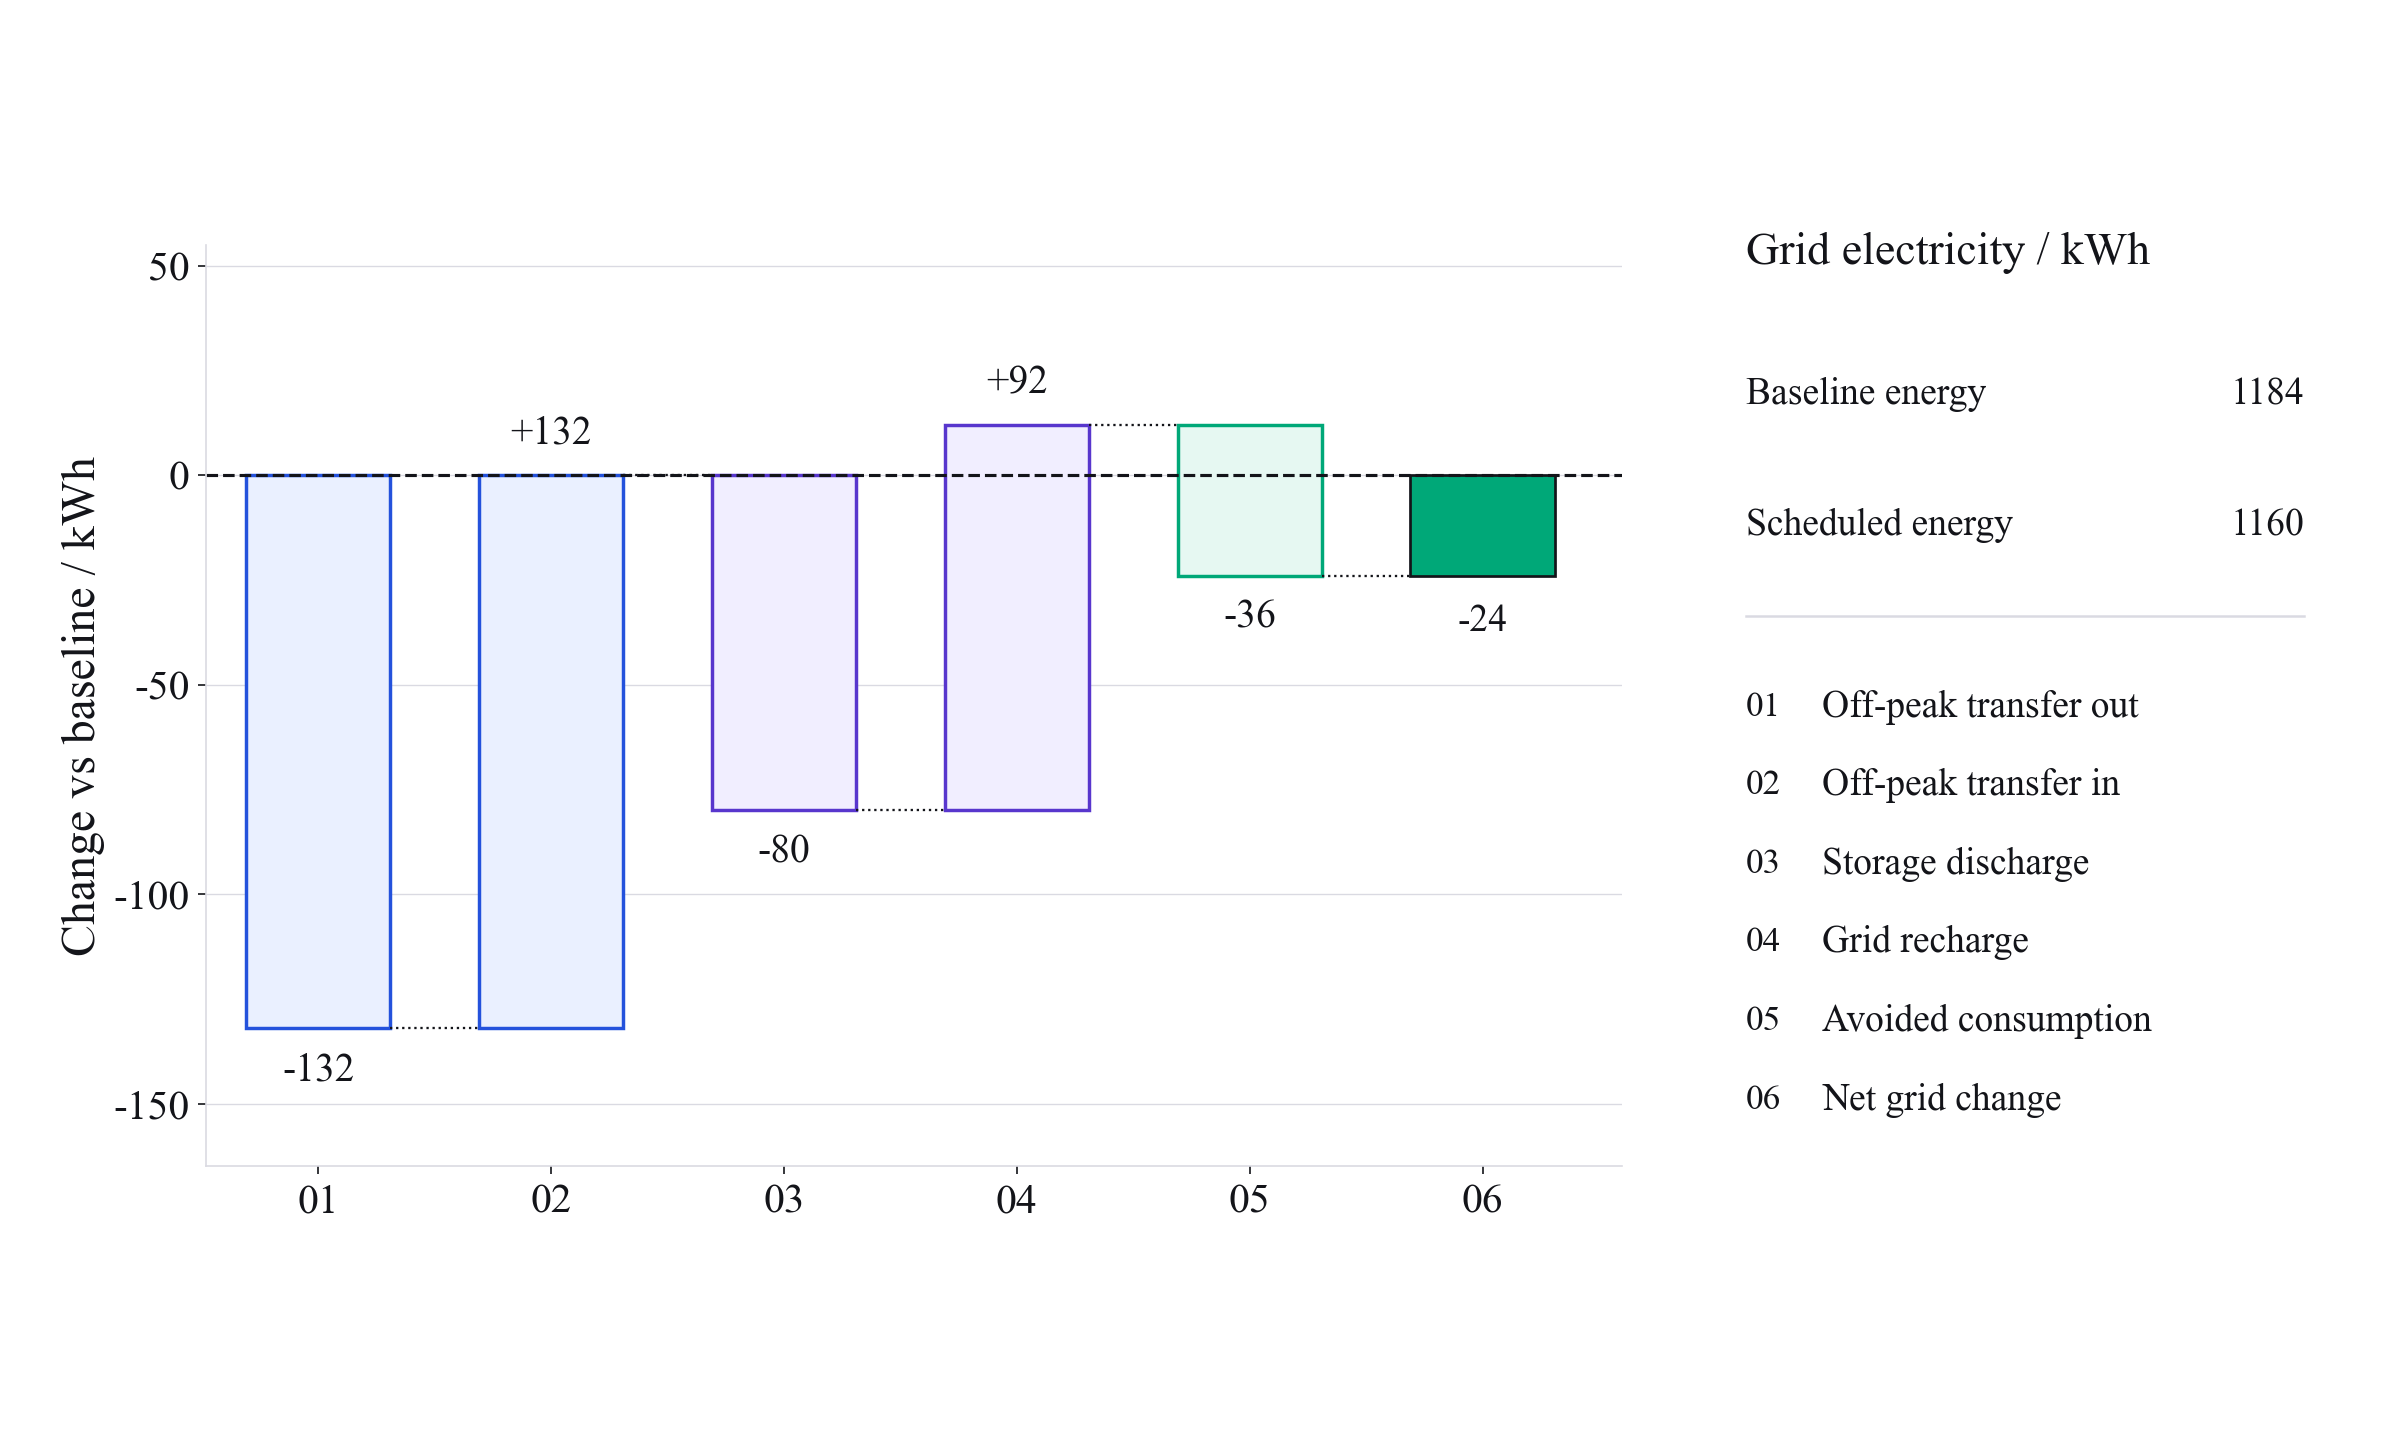 Change vs baseline / kWh
50
0
-50
-100
-150
-132
+132
-80
+92
-36
-24
01
02
03
04
05
06
Grid electricity / kWh
Baseline energy 1184
Scheduled energy 1160
01 Off-peak transfer out
02 Off-peak transfer in
03 Storage discharge
04 Grid recharge
05 Avoided consumption
06 Net grid change